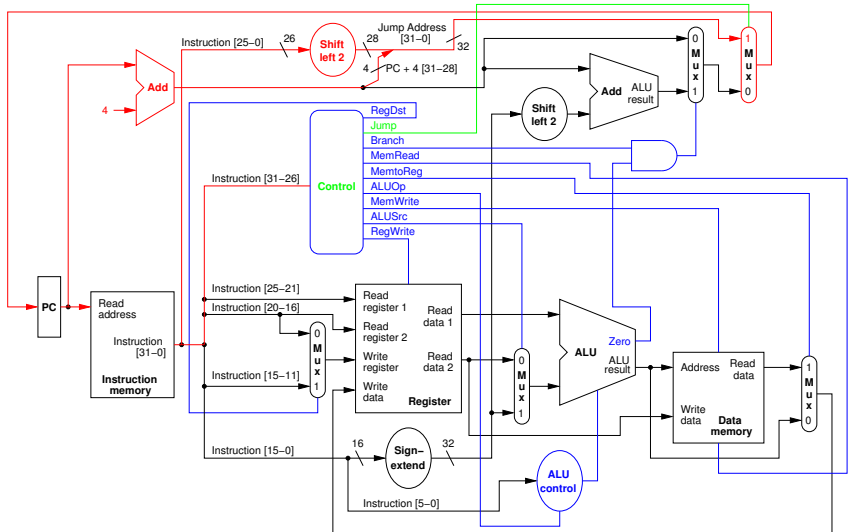 Instruction [25−0]
26
Shift
left 2
28
Jump Address
[31−0]
32
4
PC + 4 [31−28]
Add
4
0
M
u
x
1
1
M
u
x
0
Add
ALU
result
Shift
left 2
RegDst
Jump
Branch
MemRead
MemtoReg
ALUOp
MemWrite
ALUSrc
RegWrite
Control
Instruction [31−26]
PC
Read
address
Instruction
[31−0]
Instruction
memory
Instruction [25−21]
Instruction [20−16]
Instruction [15−11]
0
M
u
x
1
Read
register 1
Read
register 2
Write
register
Write
data
Read
data 1
Read
data 2
Register
0
M
u
x
1
ALU
Zero
ALU
result
Address
Read
data
Write
data
Data
memory
1
M
u
x
0
Instruction [15−0]
16
Sign−
extend
32
Instruction [5−0]
ALU
control